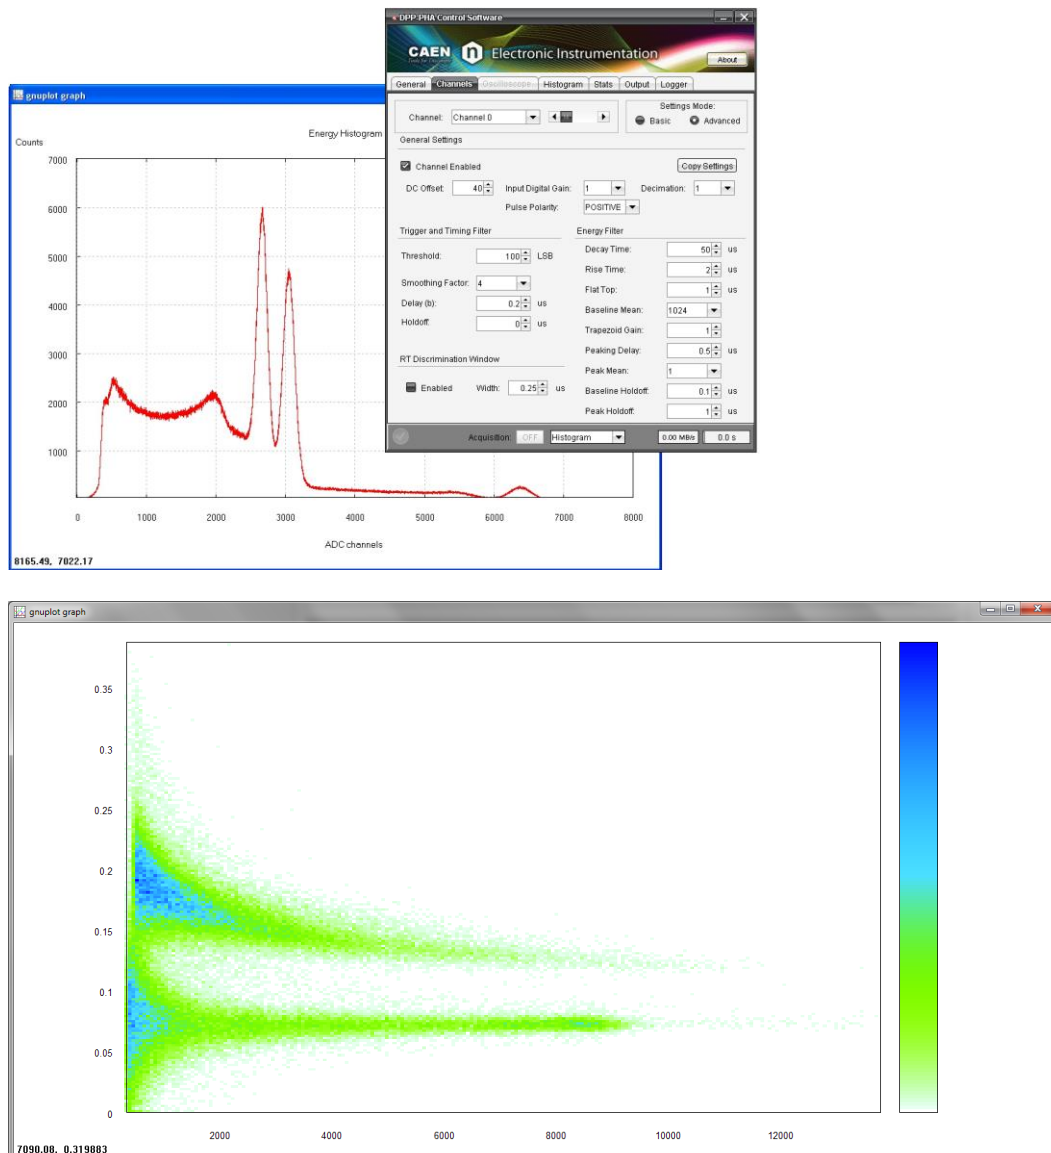 DPP-PHA Control Software
CAEN n Electronic Instrumentation
About
General Channels Oscilloscope Histogram Stats Output Logger
Channel: Channel 0
Settings Mode:
Basic Advanced
General Settings
Channel Enabled Copy Settings
DC Offset: 40 Input Digital Gain: 1 Decimation: 1
Pulse Polarity: POSITIVE
Trigger and Timing Filter
Threshold: 100 LSB
Smoothing Factor: 4
Delay (b): 0.2 us
Holdoff: 0 us
RT Discrimination Window
Enabled Width: 0.25 us
Energy Filter
Decay Time: 50 us
Rise Time: 2 us
Flat Top: 1 us
Baseline Mean: 1024
Trapezoid Gain: 1
Peaking Delay: 0.5 us
Peak Mean: 1
Baseline Holdoff: 0.1 us
Peak Holdoff: 1 us
Acquisition: OFF Histogram 0.00 MB/s 0.0 s
gnuplot graph
Energy Histogram
Counts
7000
6000
5000
4000
3000
2000
1000
0 1000 2000 3000 4000 5000 6000 7000 8000
ADC channels
8165.49, 7022.17
gnuplot graph
0.35
0.3
0.25
0.2
0.15
0.1
0.05
0
2000 4000 6000 8000 10000 12000
7090.08, 0.319883